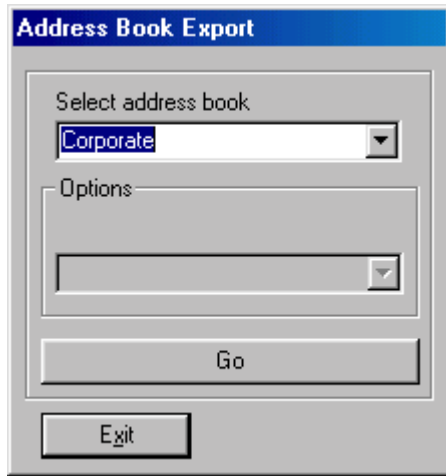 Address Book Export
Select address book
Corporate
Options
Go
Exit